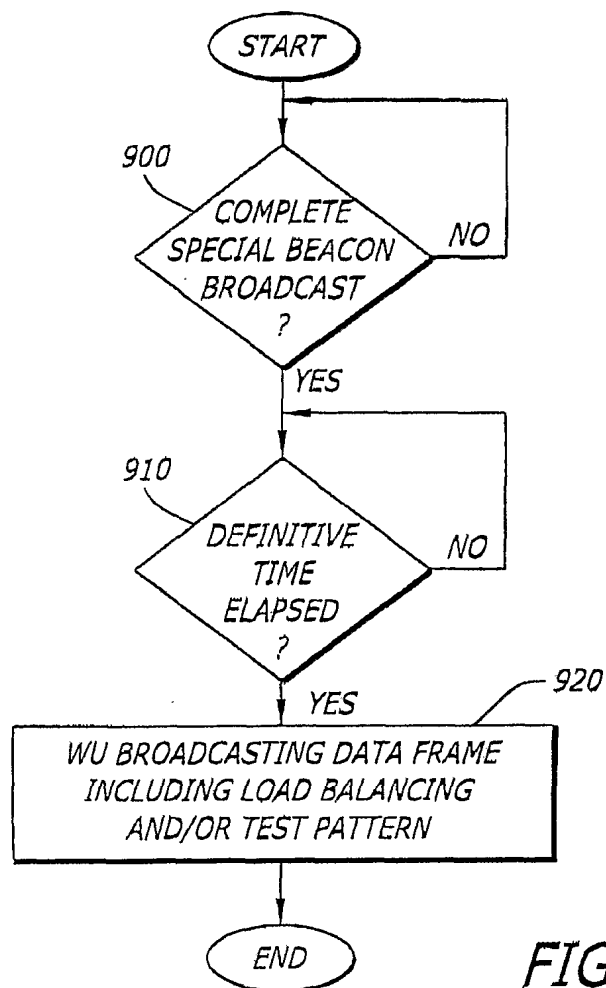 START
900
COMPLETE
SPECIAL BEACON
BROADCAST
?
NO
YES
910
DEFINITIVE
TIME
ELAPSED
?
NO
YES
920
WU BROADCASTING DATA FRAME
INCLUDING LOAD BALANCING
AND/OR TEST PATTERN
END
FIG